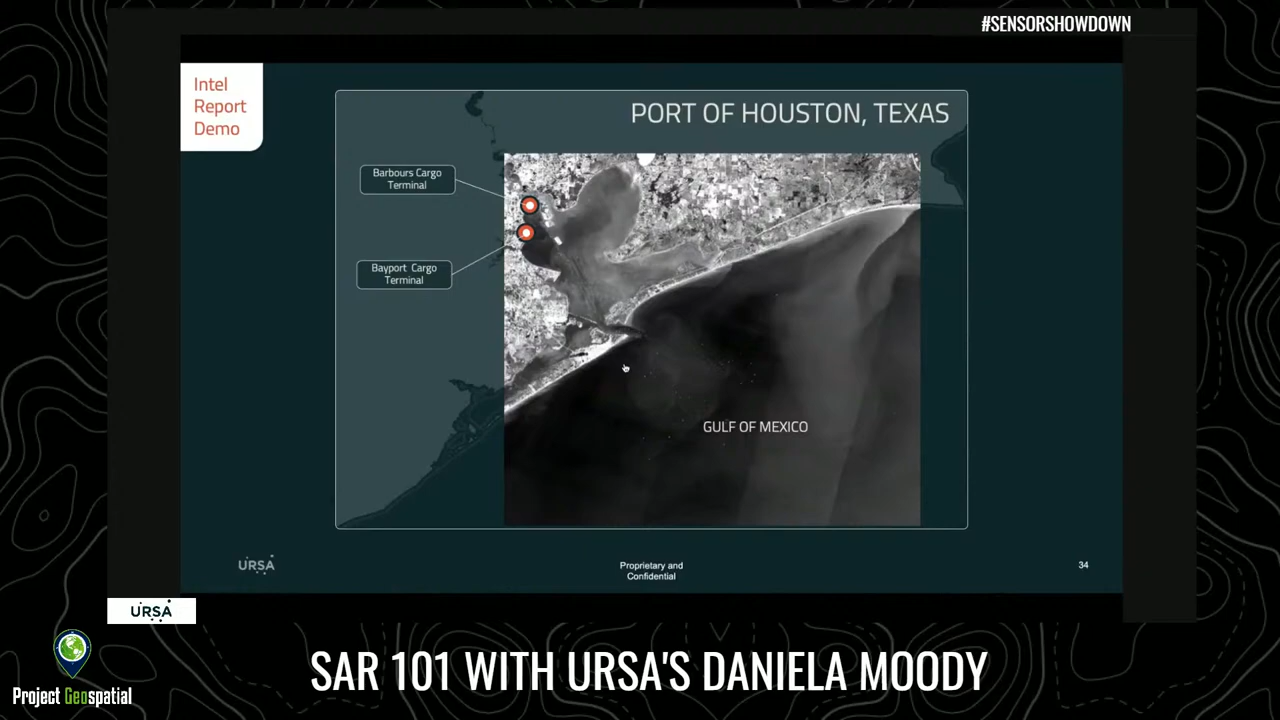 #SENSORSHOWDOWN
Intel
Report
Demo
PORT OF HOUSTON, TEXAS
Barbours Cargo
Terminal
Bayport Cargo
Terminal
GULF OF MEXICO
URSA
Proprietary and
Confidential
34
URSA
SAR 101 WITH URSA'S DANIELA MOODY
Project Geospatial